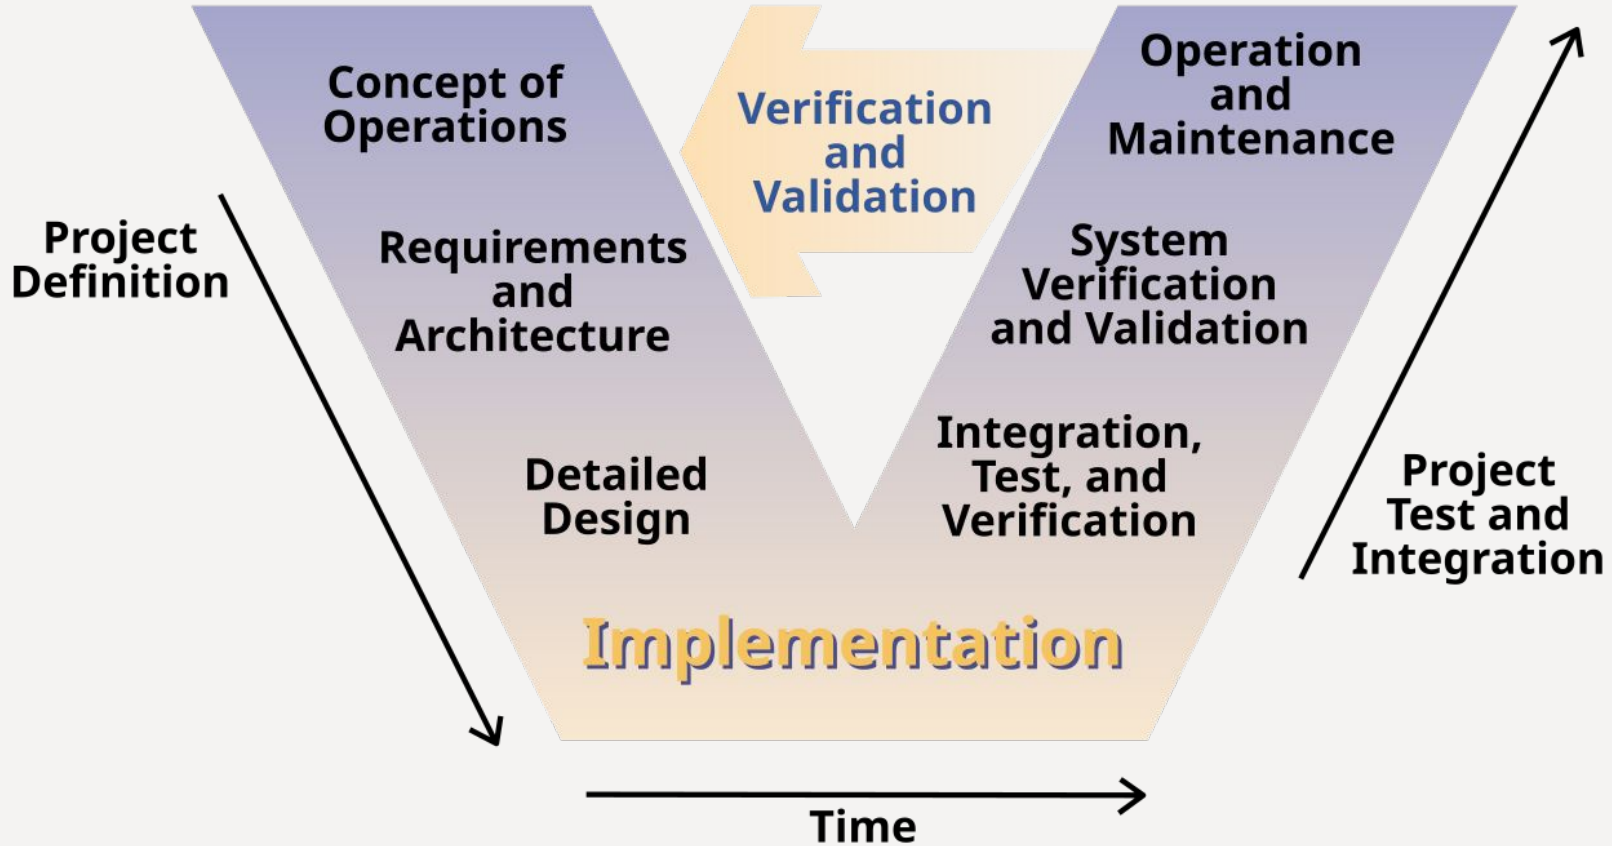 Concept of
Operations
Verification
and
Validation
Operation
and
Maintenance
Project
Definition
Requirements
and
Architecture
System
Verification
and Validation
Detailed
Design
Integration,
Test, and
Verification
Project
Test and
Integration
Implementation
Time